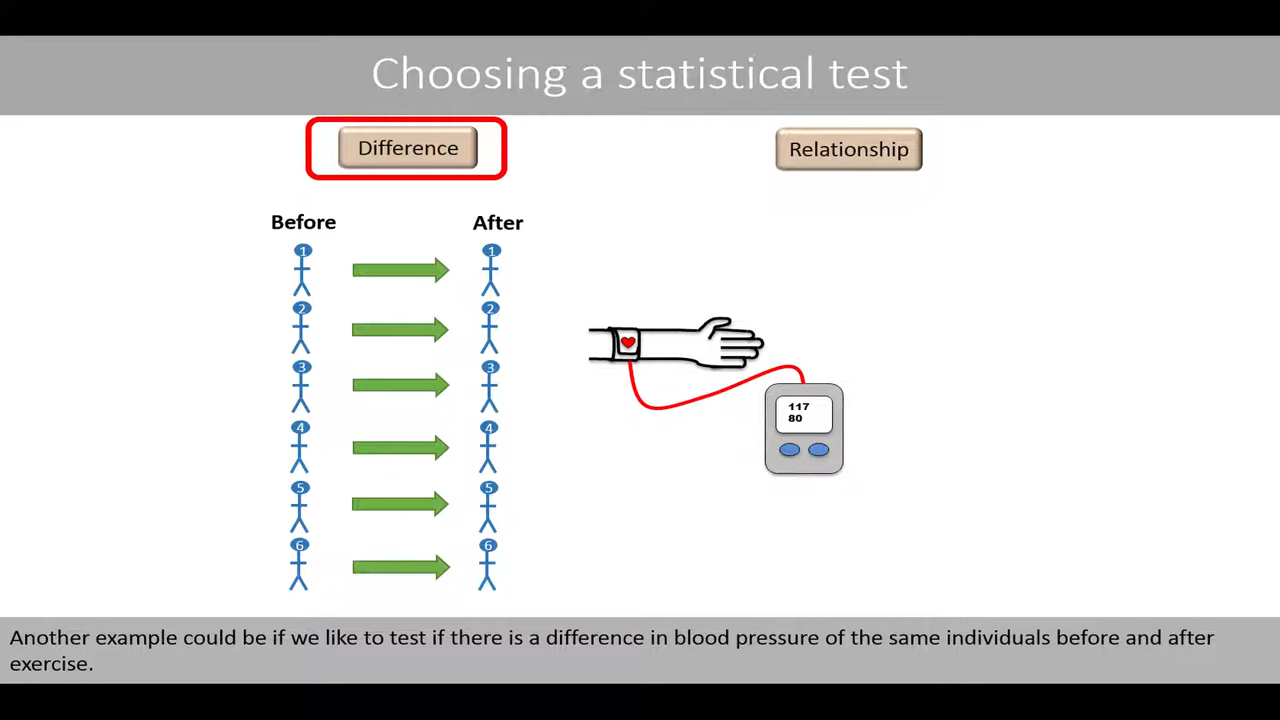 Choosing a statistical test
Difference
Relationship
Before
After
1
1
2
2
3
3
4
4
5
5
6
6
117
80
Another example could be if we like to test if there is a difference in blood pressure of the same individuals before and after
exercise.